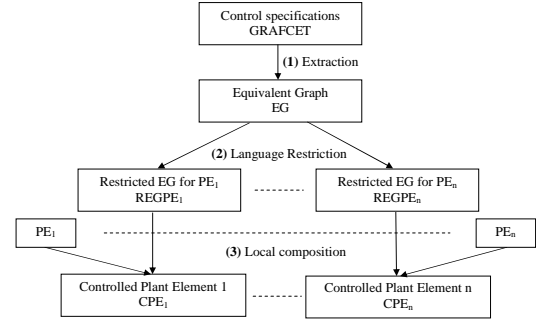 Control specifications
GRAFCET
(1) Extraction
Equivalent Graph
EG
(2) Language Restriction
Restricted EG for PE₁
REGPE₁
Restricted EG for PEₙ
REGPEₙ
PE₁
PEₙ
(3) Local composition
Controlled Plant Element 1
CPE₁
Controlled Plant Element n
CPEₙ